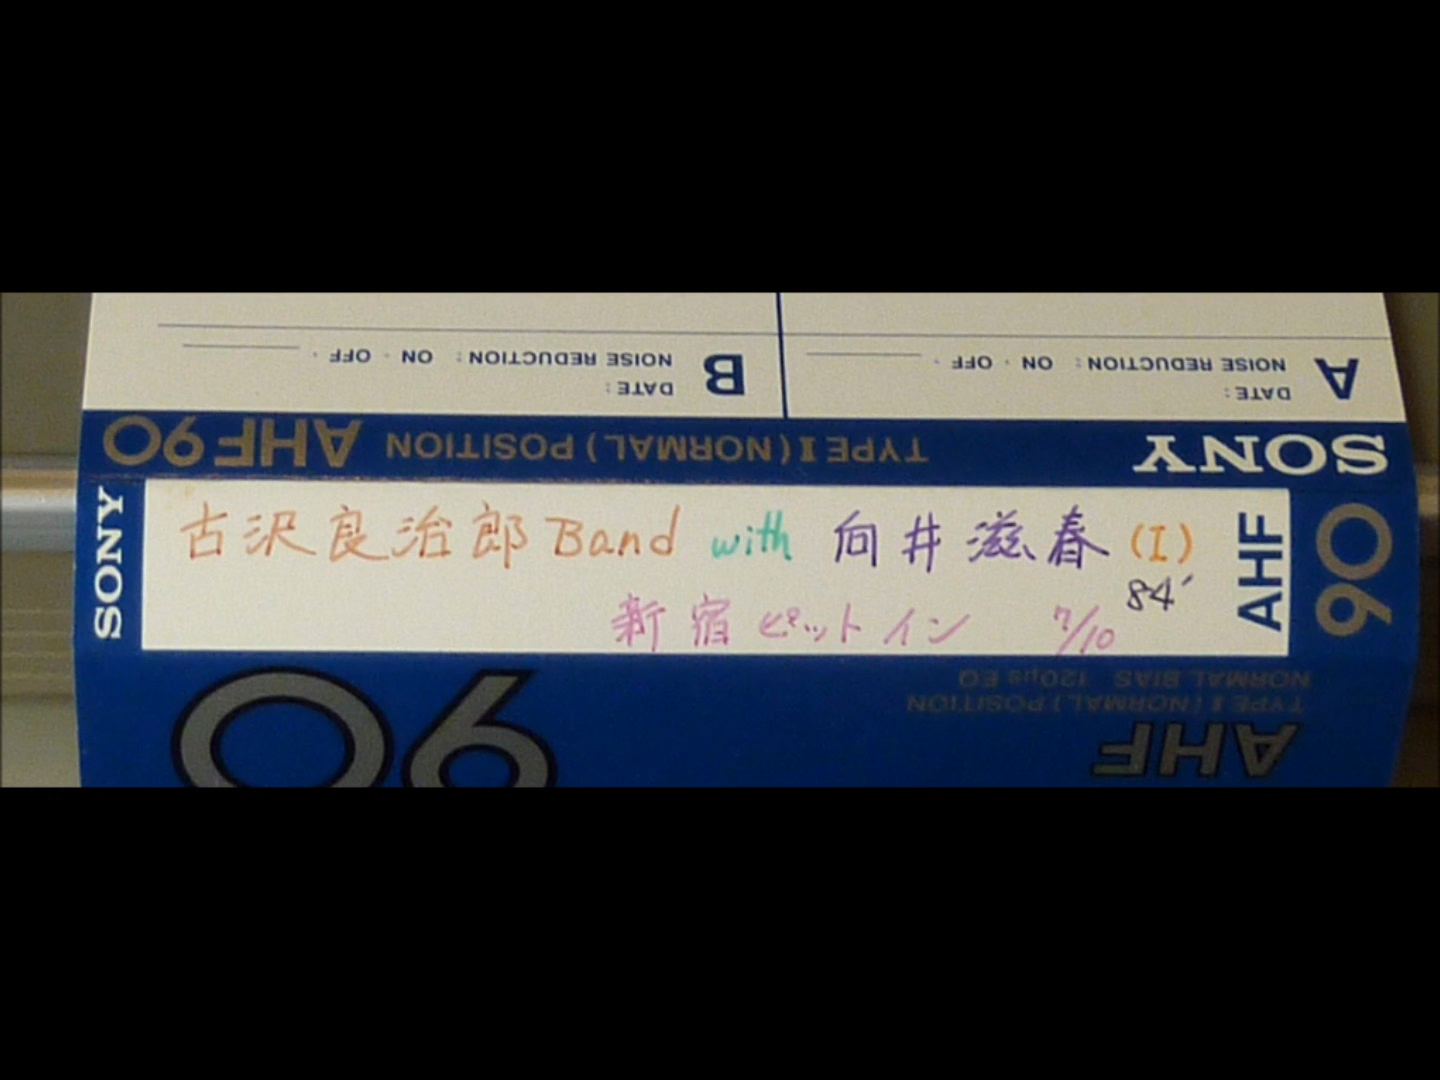 DATE:
A NOISE REDUCTION: ON · OFF ·
DATE:
B NOISE REDUCTION: ON · OFF ·
SONY TYPE I (NORMAL) POSITION AHF90
SONY
古沢良治郎 Band with 向井滋春 (I)
84'
新宿ピットイン 7/10
AHF
90
AHF
TYPE I (NORMAL) POSITION
NORMAL BIAS 120μs EQ
90